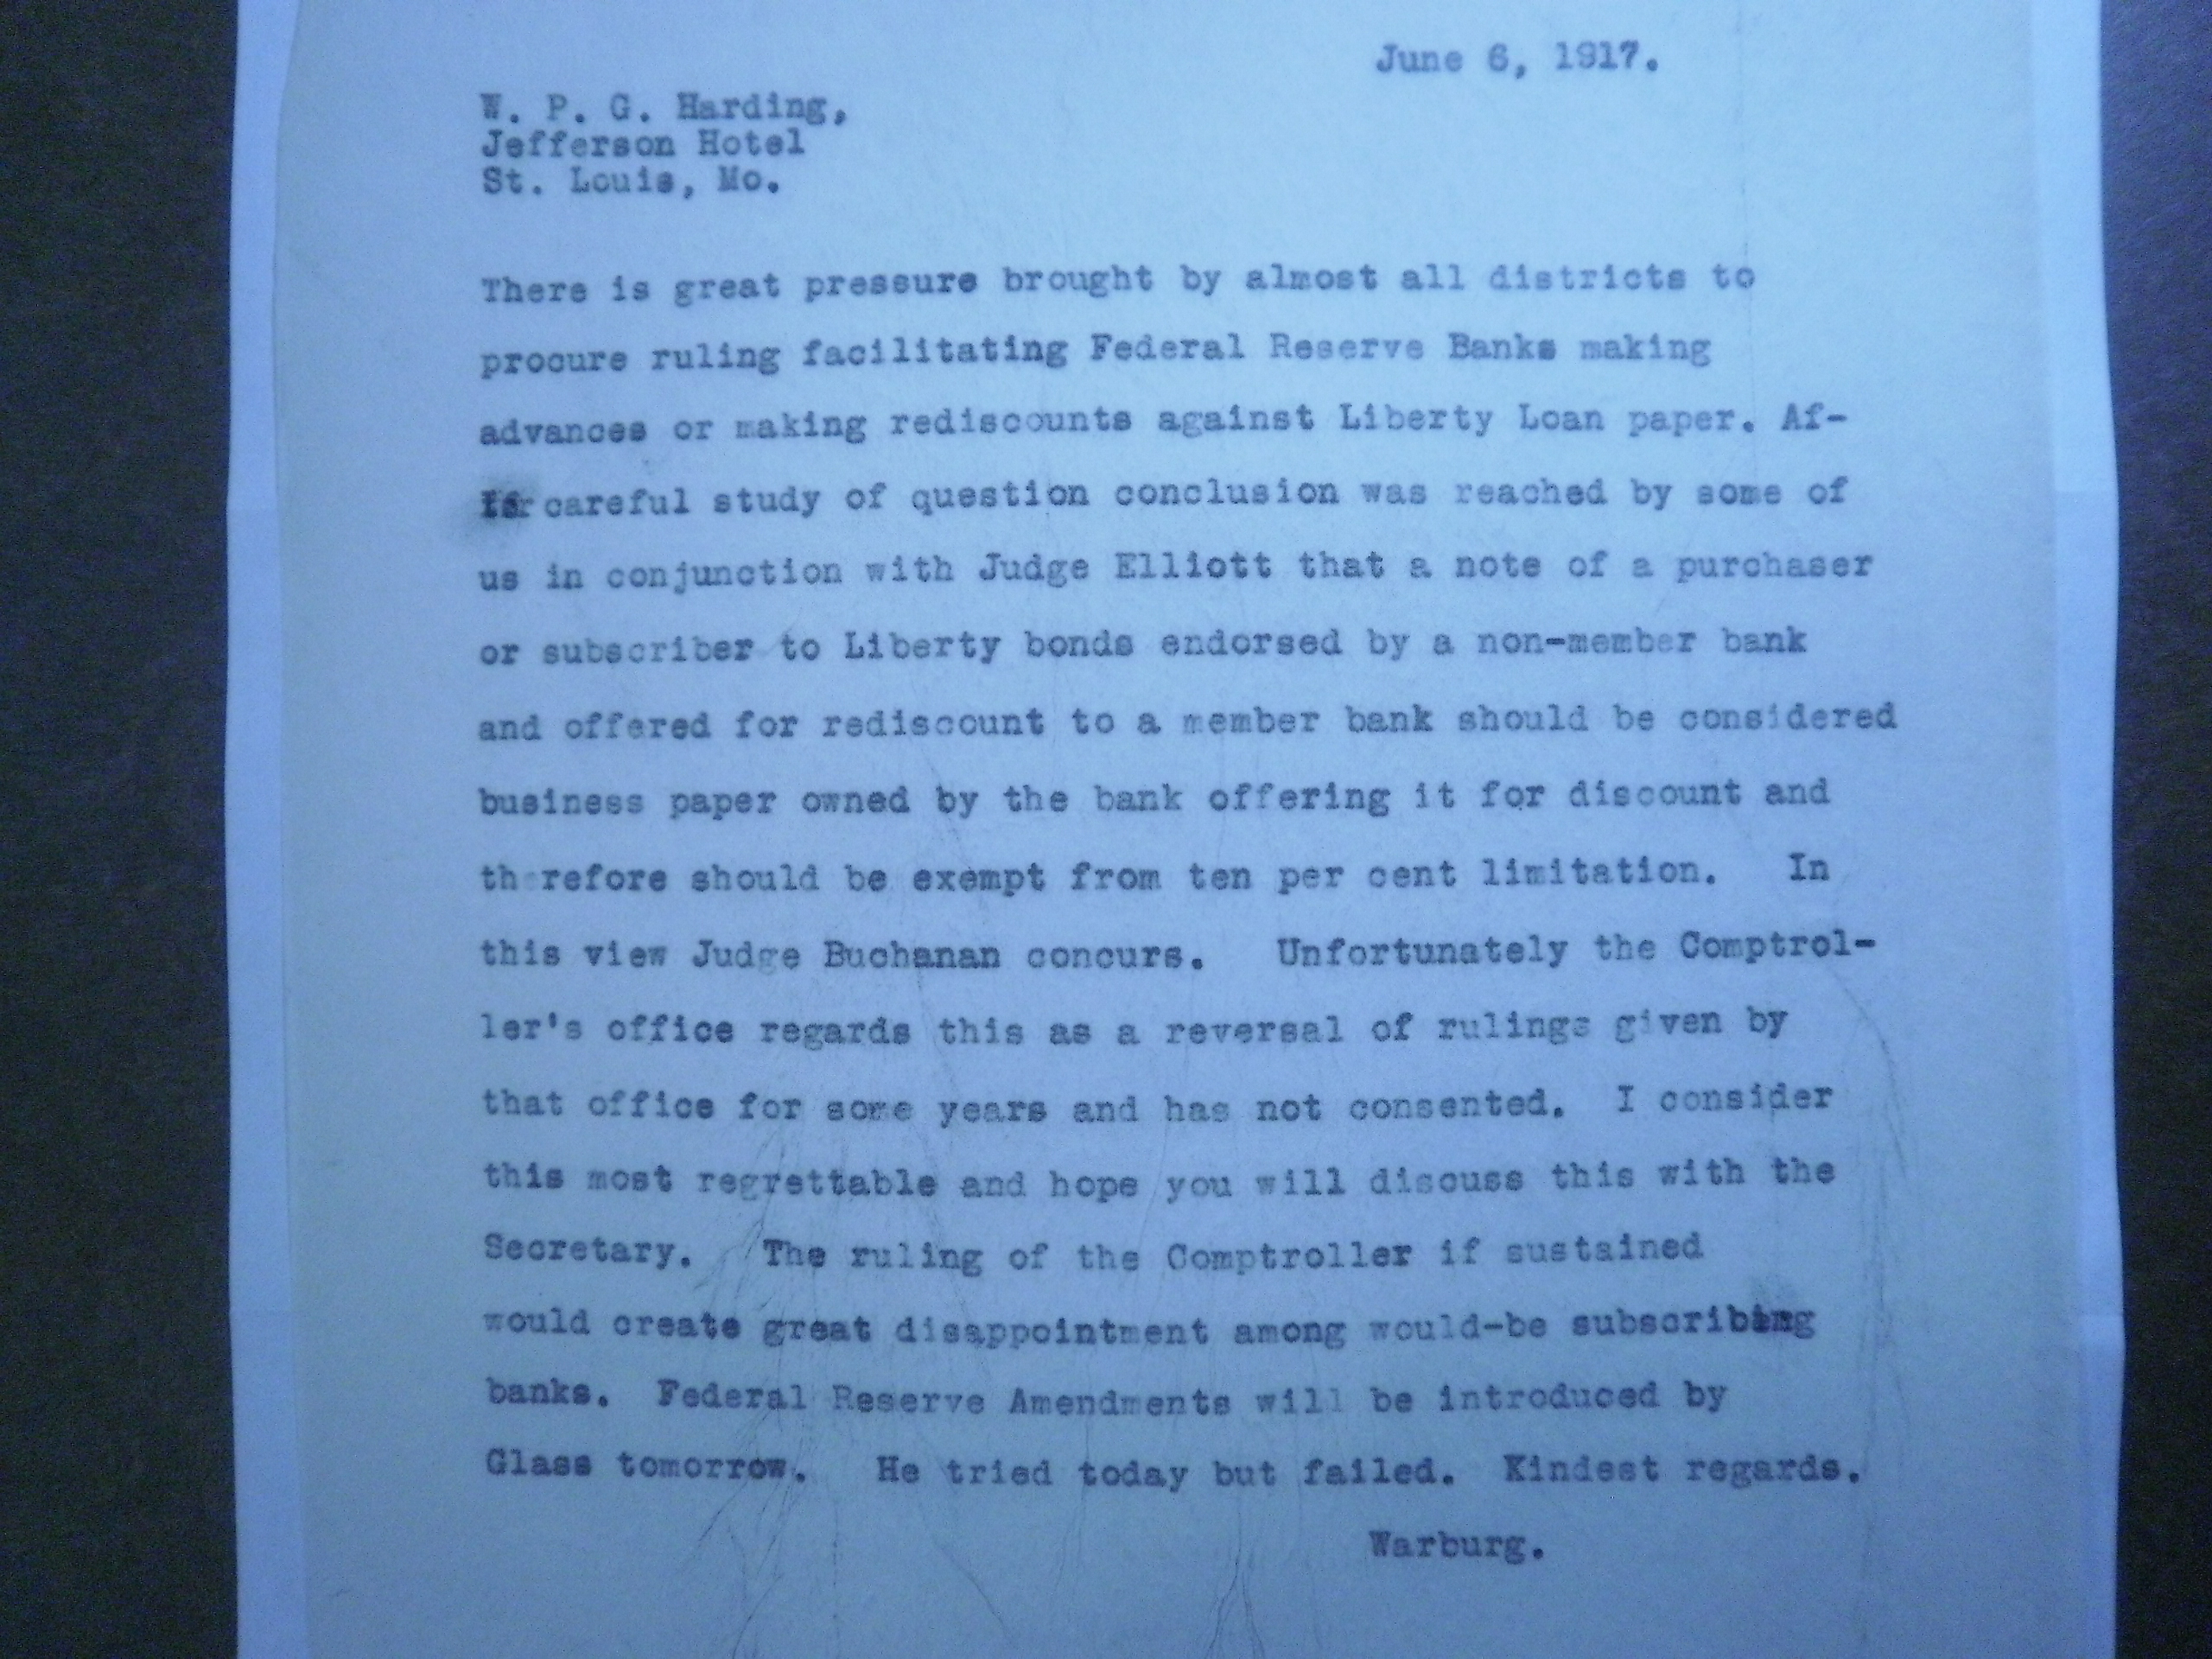 June 6, 1917.
W. P. G. Harding,
Jefferson Hotel
St. Louis, Mo.
There is great pressure brought by almost all districts to
procure ruling facilitating Federal Reserve Banks making
advances or making rediscounts against Liberty Loan paper. Af-
ter careful study of question conclusion was reached by some of
us in conjunction with Judge Elliott that a note of a purchaser
or subscriber to Liberty bonds endorsed by a non-member bank
and offered for rediscount to a member bank should be considered
business paper owned by the bank offering it for discount and
therefore should be exempt from ten per cent limitation. In
this view Judge Buchanan concurs. Unfortunately the Comptrol-
ler's office regards this as a reversal of rulings given by
that office for some years and has not consented. I consider
this most regrettable and hope you will discuss this with the
Secretary. The ruling of the Comptroller if sustained
would create great disappointment among would-be subscribing
banks. Federal Reserve Amendments will be introduced by
Glass tomorrow. He tried today but failed. Kindest regards.
Warburg.